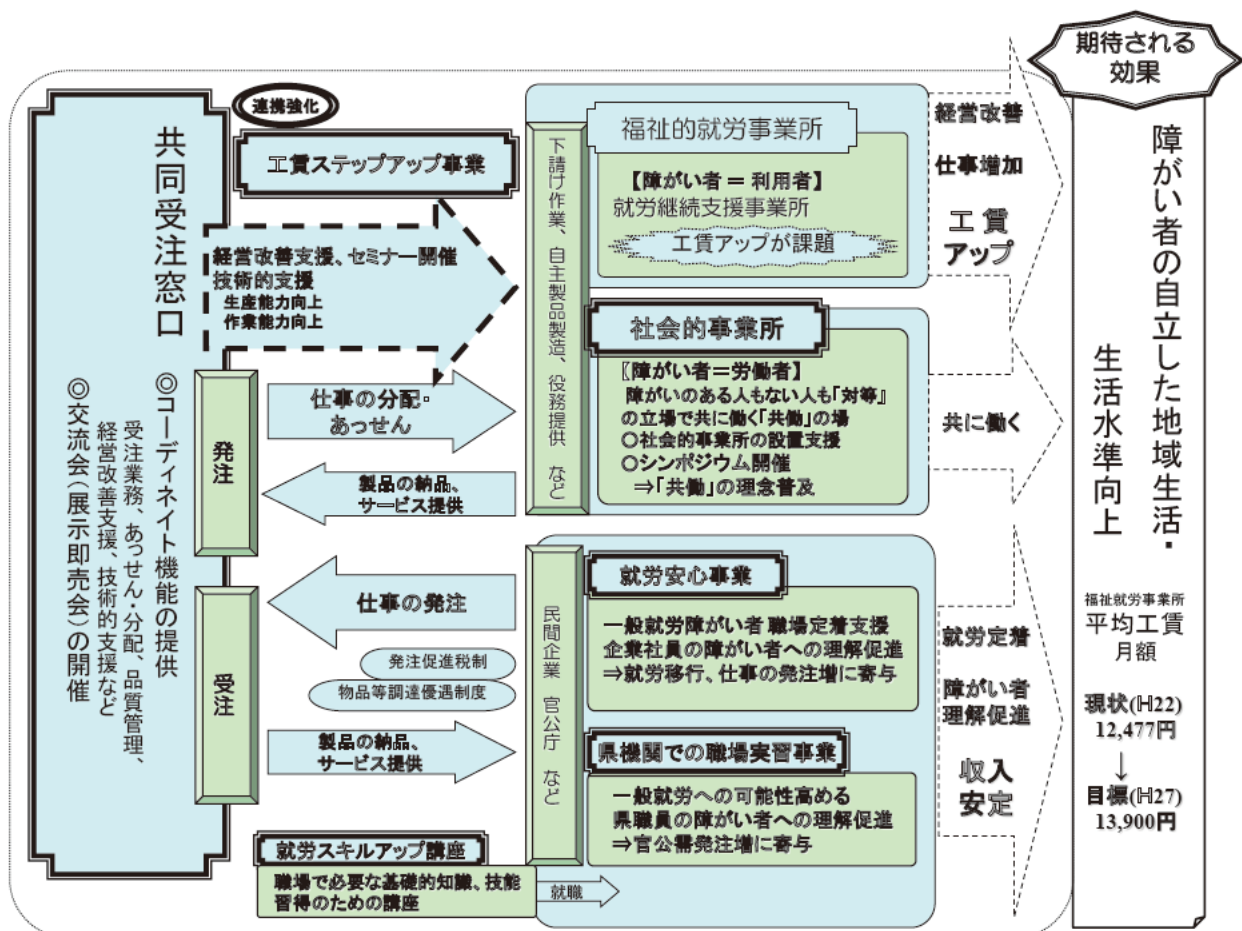 期待される
効果
連携強化
共同受注窓口
◎コーディネイト機能の提供
受注業務、あっせん・分配、品質管理、
経営改善支援、技術的支援など
◎交流会（展示即売会）の開催
工賃ステップアップ事業
経営改善支援、セミナー開催
技術的支援
生産能力向上
作業能力向上
発注
仕事の分配・
あっせん
製品の納品、
サービス提供
受注
仕事の発注
発注促進税制
物品等調達優遇制度
製品の納品、
サービス提供
就労スキルアップ講座
職場で必要な基礎的知識、技能
習得のための講座
就職
下請け作業、自主製品製造、役務提供 など
福祉的就労事業所
【障がい者 = 利用者】
就労継続支援事業所
工賃アップが課題
社会的事業所
〖障がい者＝労働者〗
障がいのある人もない人も「対等』
の立場で共に働く「共働」の場
○社会的事業所の設置支援
○シンポジウム開催
⇒「共働」の理念普及
民間企業 官公庁 など
就労安心事業
一般就労障がい者 職場定着支援
企業社員の障がい者への理解促進
⇒就労移行、仕事の発注増に寄与
県機関での職場実習事業
一般就労への可能性高める
県職員の障がい者への理解促進
⇒官公需発注増に寄与
経営改善
仕事増加
工 賃
アップ
共に働く
就労定着
障がい者
理解促進
収入
安定
障がい者の自立した地域生活・
生活水準向上
福祉就労事業所
平均工賃
月額
現状(H22)
12,477円
↓
目標(H27)
13,900円